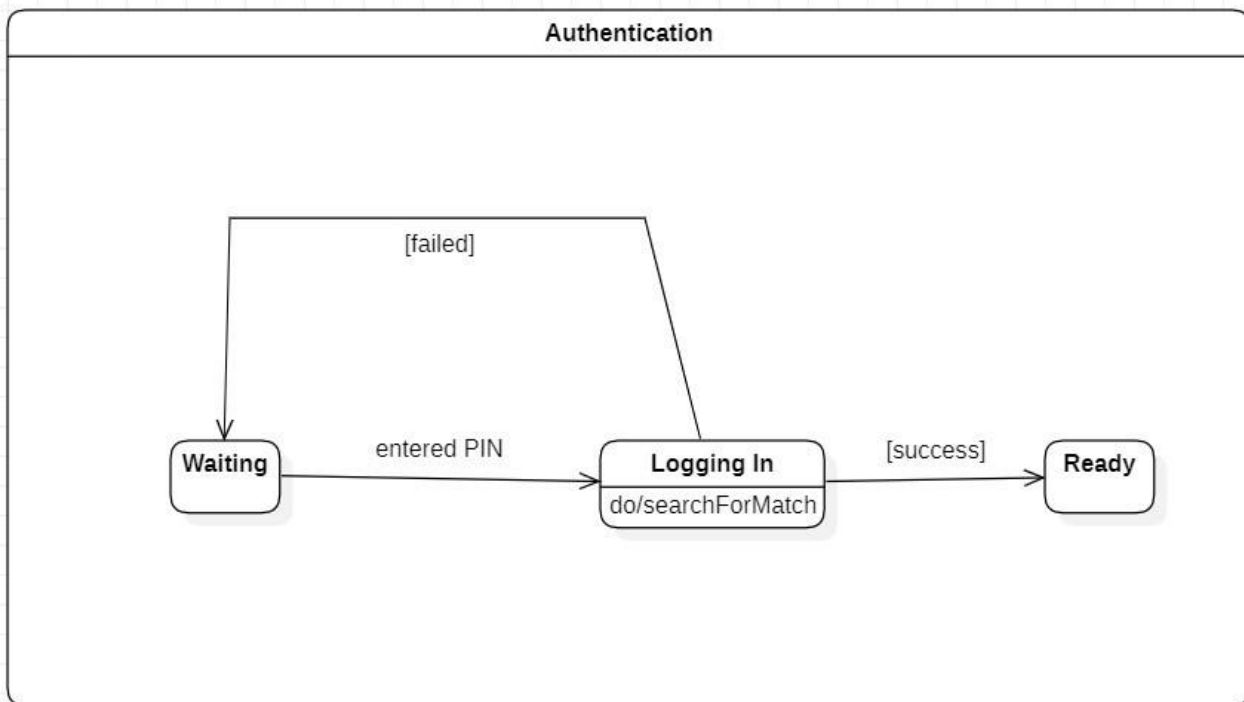 Authentication
[failed]
entered PIN
[success]
Waiting
Logging In
Ready
do/searchForMatch